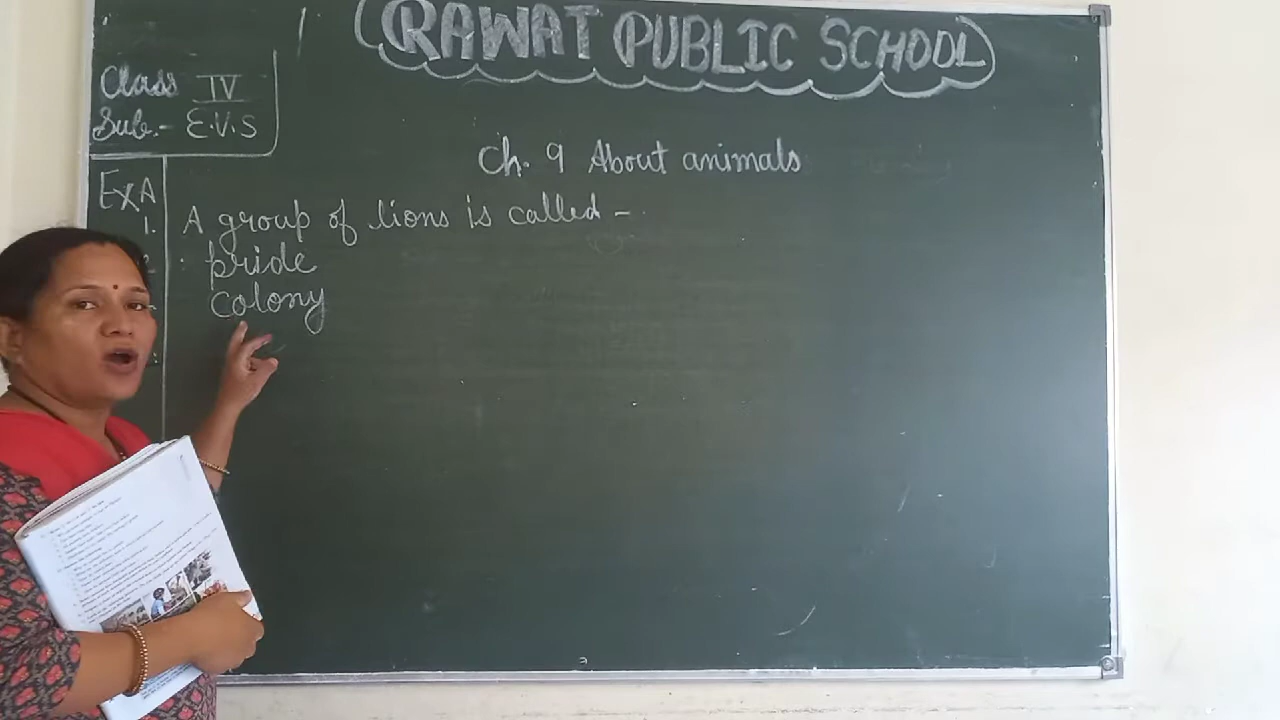 RAWAT PUBLIC SCHOOL
Class IV
Sub.- E.V.S
Ch. 9 About animals
Ex A
1. A group of lions is called -
pride
colony